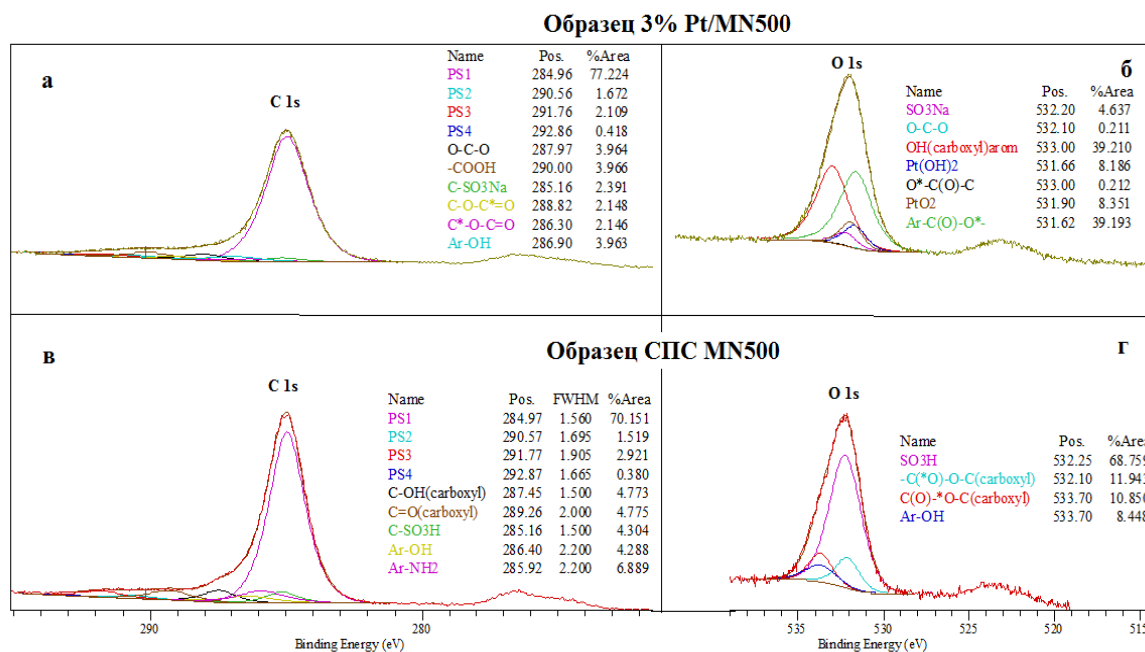 Образец 3% Pt/MN500
а
C 1s
Name Pos. %Area
PS1 284.96 77.224
PS2 290.56 1.672
PS3 291.76 2.109
PS4 292.86 0.418
O-C-O 287.97 3.964
-COOH 290.00 3.966
C-SO3Na 285.16 2.391
C-O-C*=O 288.82 2.148
C*-O-C=O 286.30 2.146
Ar-OH 286.90 3.963
O 1s
б
Name Pos. %Area
SO3Na 532.20 4.637
O-C-O 532.10 0.211
OH(carboxyl)arom 533.00 39.210
Pt(OH)2 531.66 8.186
O*-C(O)-C 533.00 0.212
PtO2 531.90 8.351
Ar-C(O)-O*- 531.62 39.193
Образец СПС MN500
в
C 1s
Name Pos. FWHM %Area
PS1 284.97 1.560 70.151
PS2 290.57 1.695 1.519
PS3 291.77 1.905 2.921
PS4 292.87 1.665 0.380
C-OH(carboxyl) 287.45 1.500 4.773
C=O(carboxyl) 289.26 2.000 4.775
C-SO3H 285.16 1.500 4.304
Ar-OH 286.40 2.200 4.288
Ar-NH2 285.92 2.200 6.889
290 280
Binding Energy (eV)
г
O 1s
Name Pos. %Area
SO3H 532.25 68.759
-C(*O)-O-C(carboxyl) 532.10 11.943
C(O)-*O-C(carboxyl) 533.70 10.850
Ar-OH 533.70 8.448
535 530 525 520 515
Binding Energy (eV)